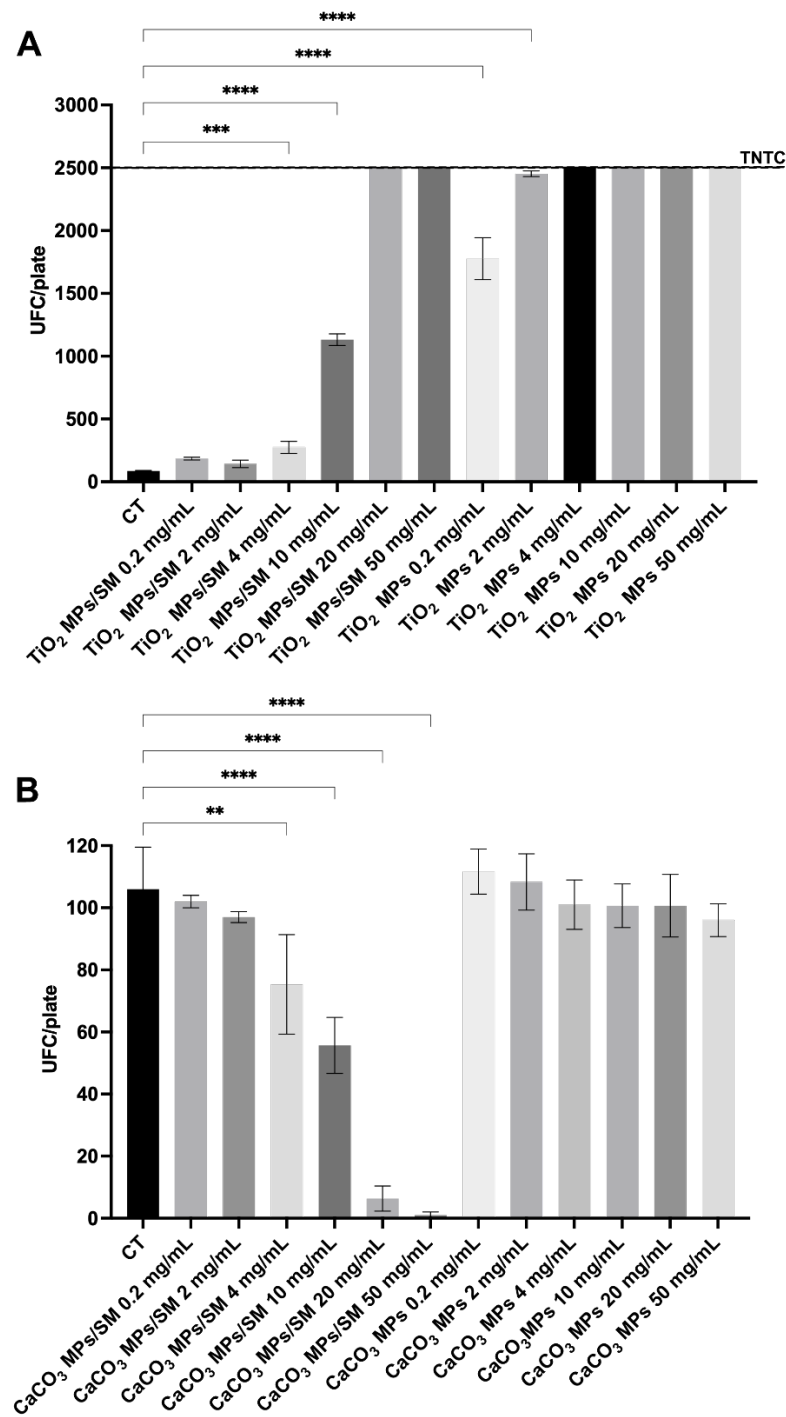 A
****
****
****
***
3000
TNTC
2500
2000
1500
1000
500
0
UFC/plate
CT
TiO2 MPs/SM 0.2 mg/mL
TiO2 MPs/SM 2 mg/mL
TiO2 MPs/SM 4 mg/mL
TiO2 MPs/SM 10 mg/mL
TiO2 MPs/SM 20 mg/mL
TiO2 MPs/SM 50 mg/mL
TiO2 MPs 0.2 mg/mL
TiO2 MPs 2 mg/mL
TiO2 MPs 4 mg/mL
TiO2 MPs 10 mg/mL
TiO2 MPs 20 mg/mL
TiO2 MPs 50 mg/mL
B
****
****
****
**
120
100
80
60
40
20
0
UFC/plate
CT
CaCO3 MPs/SM 0.2 mg/mL
CaCO3 MPs/SM 2 mg/mL
CaCO3 MPs/SM 4 mg/mL
CaCO3 MPs/SM 10 mg/mL
CaCO3 MPs/SM 20 mg/mL
CaCO3 MPs/SM 50 mg/mL
CaCO3 MPs 0.2 mg/mL
CaCO3 MPs 2 mg/mL
CaCO3 MPs 4 mg/mL
CaCO3MPs 10 mg/mL
CaCO3 MPs 20 mg/mL
CaCO3 MPs 50 mg/mL